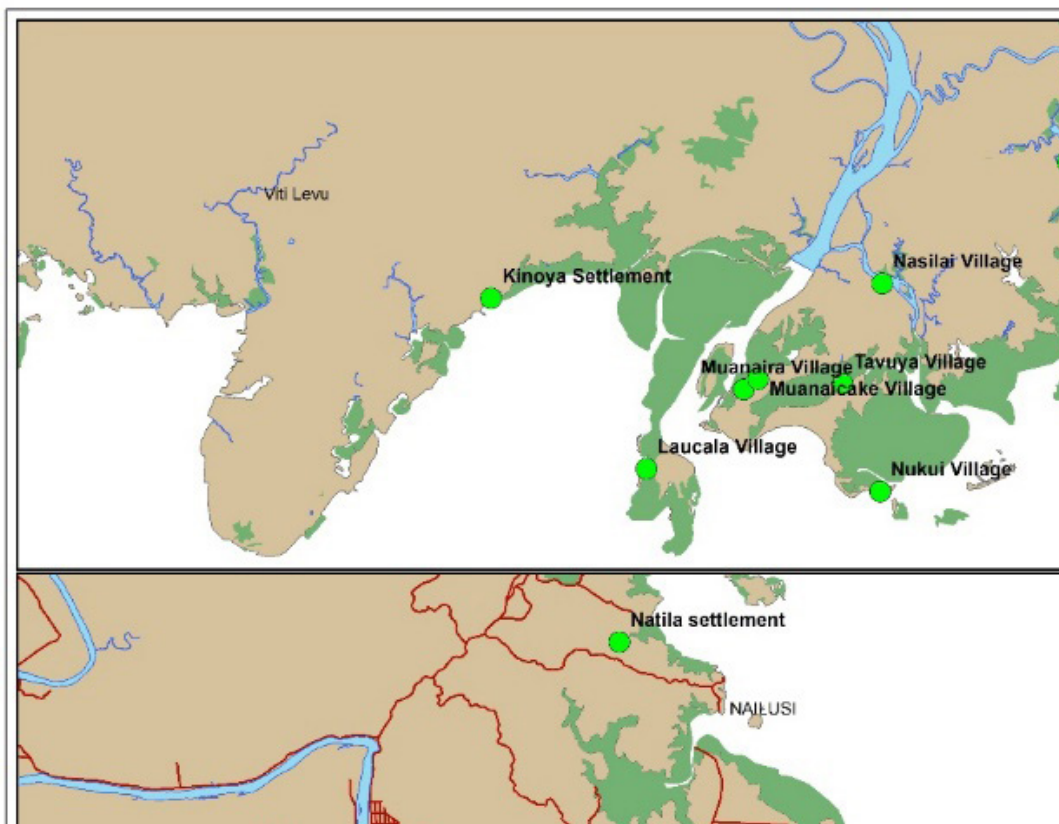 Viti Levu
Nasilai Village
Kinoya Settlement
Muanaira Village
Tavuya Village
Muanaicake Village
Laucala Village
Nukui Village
Natila settlement
NAILUSI